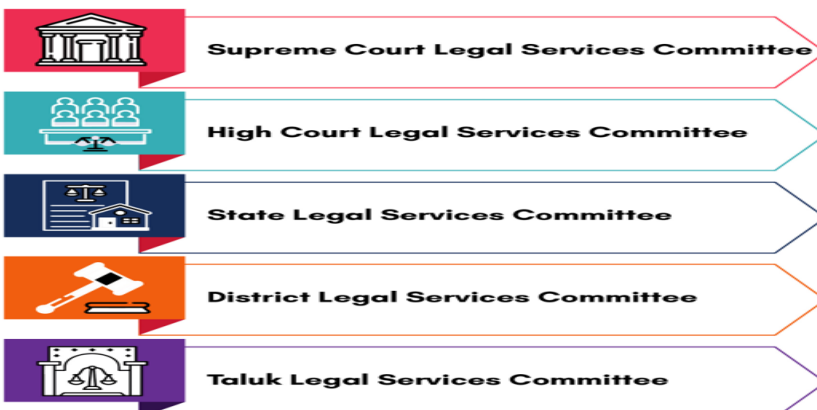 Supreme Court Legal Services Committee
High Court Legal Services Committee
State Legal Services Committee
District Legal Services Committee
Taluk Legal Services Committee